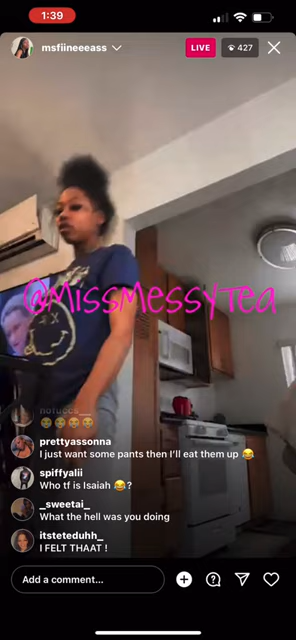 1:39
msfiineeeass
LIVE
427
@MissMessyTea
nofuccs__
😭😭😭😭
prettyassonna
I just want some pants then I'll eat them up 😂
spiffyalii
Who tf is Isaiah 😂?
_sweetai_
What the hell was you doing
itsteteduhh_
I FELT THAAT !
Add a comment...